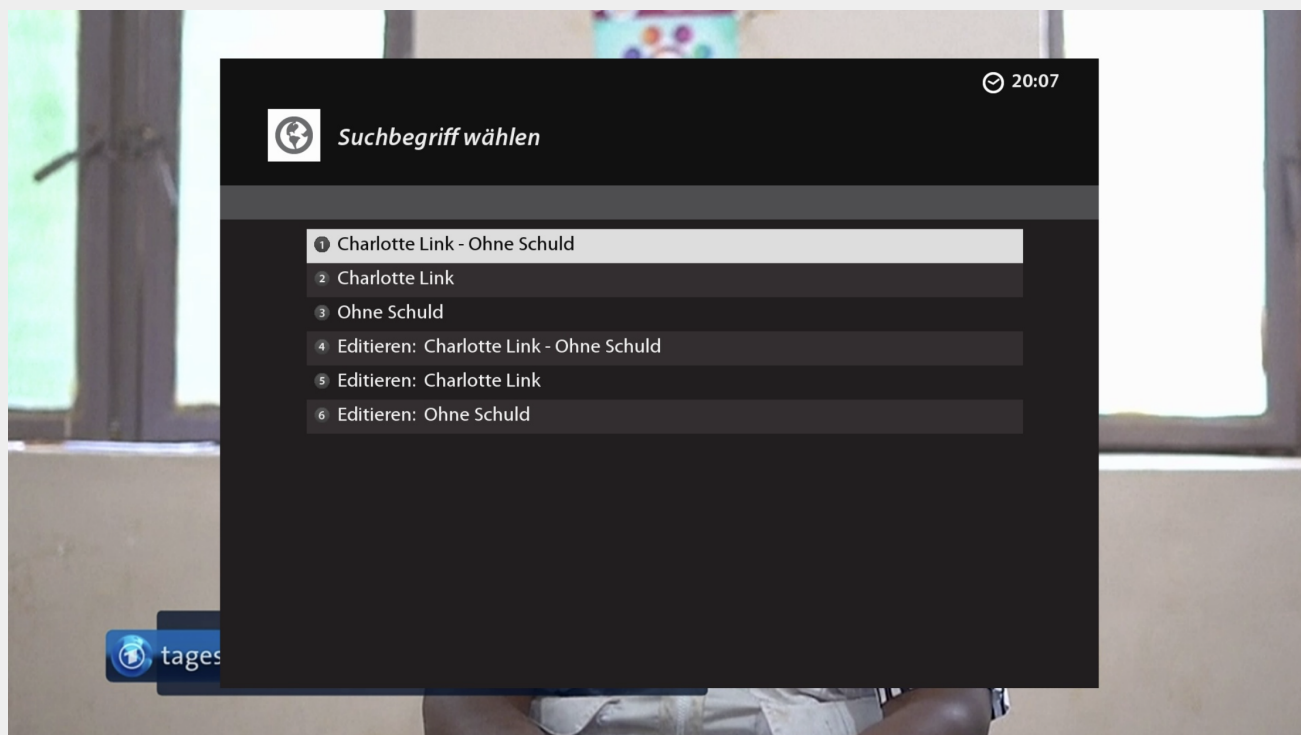 20:07
Suchbegriff wählen
1 Charlotte Link - Ohne Schuld
2 Charlotte Link
3 Ohne Schuld
4 Editieren: Charlotte Link - Ohne Schuld
5 Editieren: Charlotte Link
6 Editieren: Ohne Schuld
1 tages